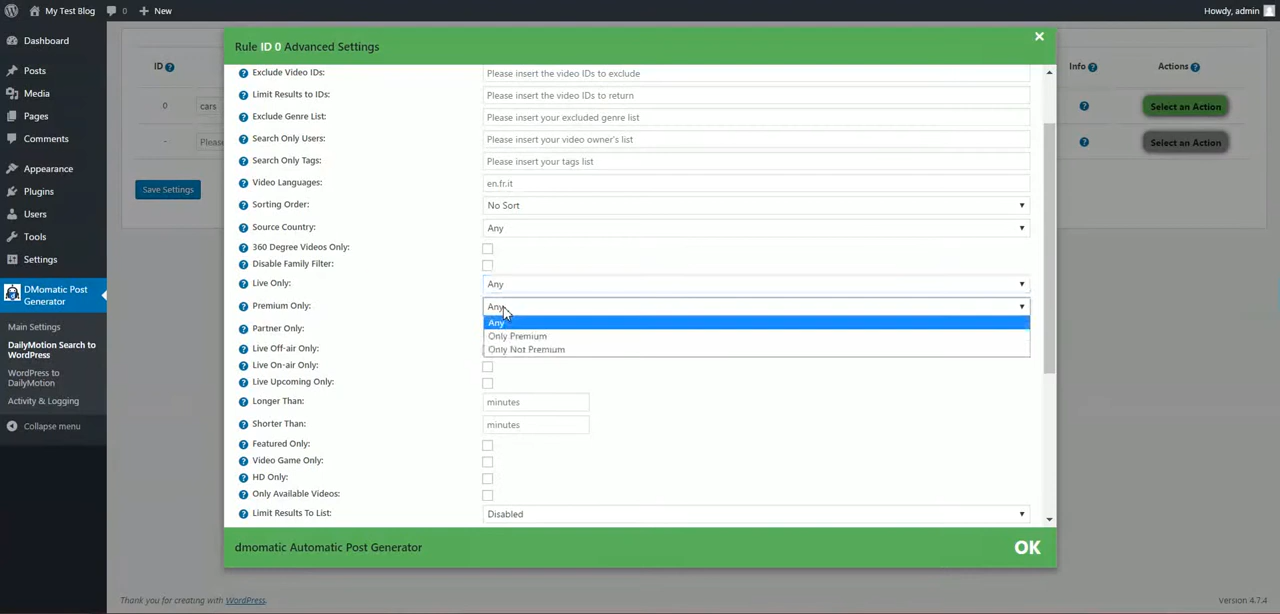 My Test Blog
0
New
Howdy, admin
Dashboard
Posts
Media
Pages
Comments
Appearance
Plugins
Users
Tools
Settings
DMomatic Post
Generator
Main Settings
DailyMotion Search to
WordPress
WordPress to
DailyMotion
Activity & Logging
Collapse menu
ID
0
cars
-
Save Settings
Info
Actions
Select an Action
Select an Action
Rule ID 0 Advanced Settings
Exclude Video IDs:
Please insert the video IDs to exclude
Limit Results to IDs:
Please insert the video IDs to return
Exclude Genre List:
Please insert your excluded genre list
Search Only Users:
Please insert your video owner's list
Search Only Tags:
Please insert your tags list
Video Languages:
en.fr.it
Sorting Order:
No Sort
Source Country:
Any
360 Degree Videos Only:
Disable Family Filter:
Live Only:
Any
Premium Only:
Any
Any
Only Premium
Only Not Premium
Partner Only:
Live Off-air Only:
Live On-air Only:
Live Upcoming Only:
Longer Than:
minutes
Shorter Than:
minutes
Featured Only:
Video Game Only:
HD Only:
Only Available Videos:
Limit Results To List:
Disabled
dmomatic Automatic Post Generator
OK
Thank you for creating with WordPress.
Version 4.7.4